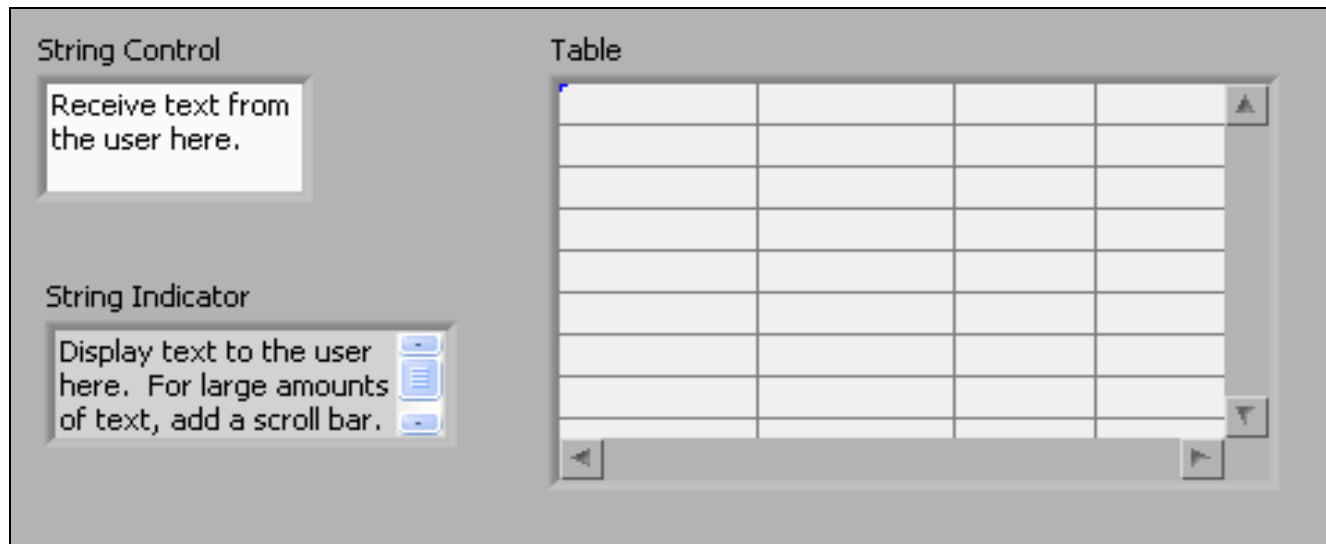 String Control
Receive text from
the user here.
String Indicator
Display text to the user
here.  For large amounts
of text, add a scroll bar.
Table